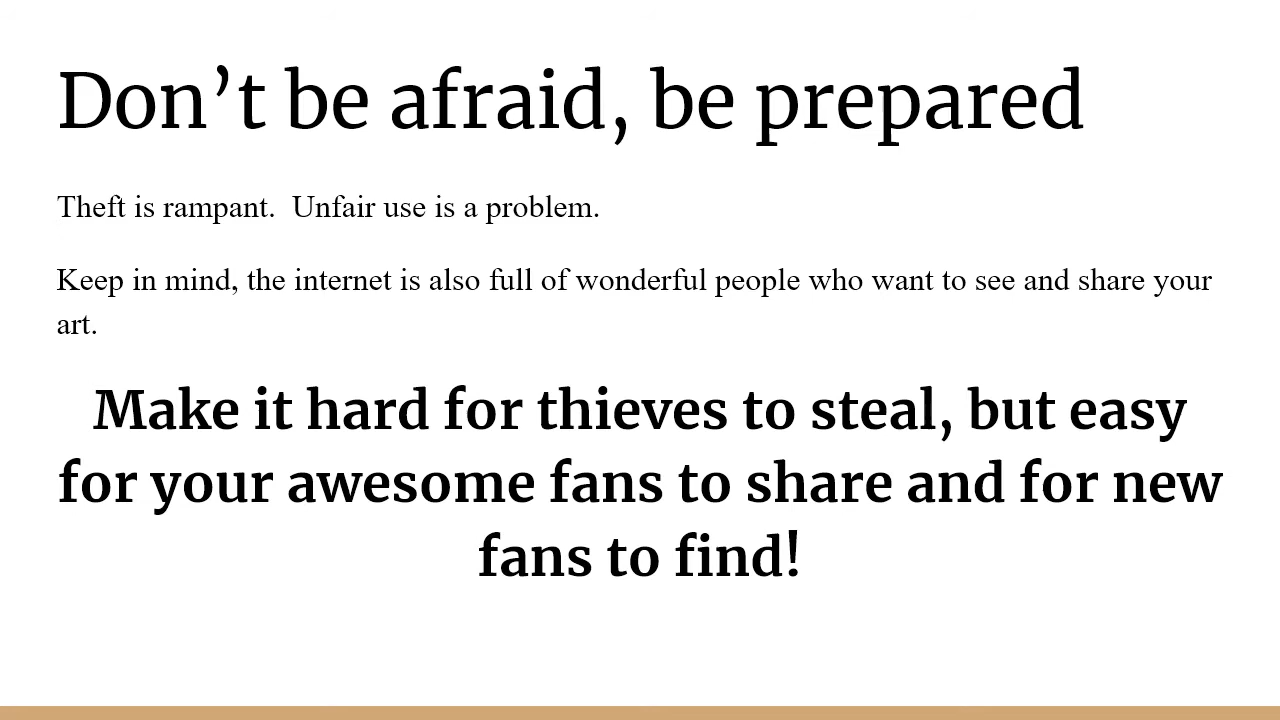 Don’t be afraid, be prepared
Theft is rampant.  Unfair use is a problem.
Keep in mind, the internet is also full of wonderful people who want to see and share your
art.
Make it hard for thieves to steal, but easy
for your awesome fans to share and for new
fans to find!